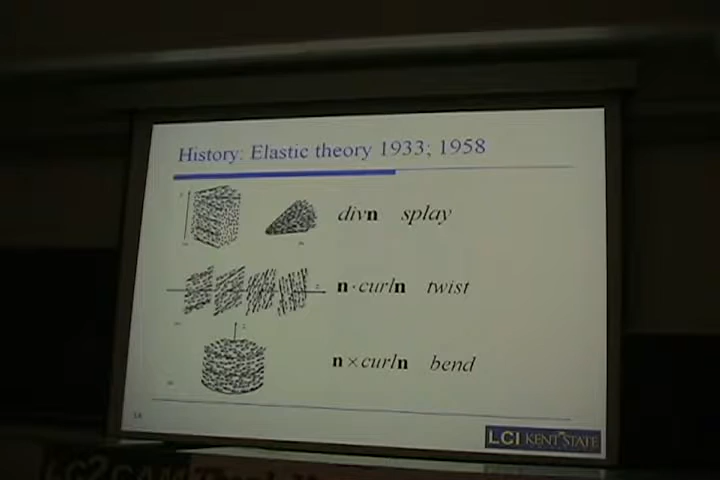 History: Elastic theory 1933; 1958
divn splay
n·curln twist
n×curln bend
LCI KENT STATE